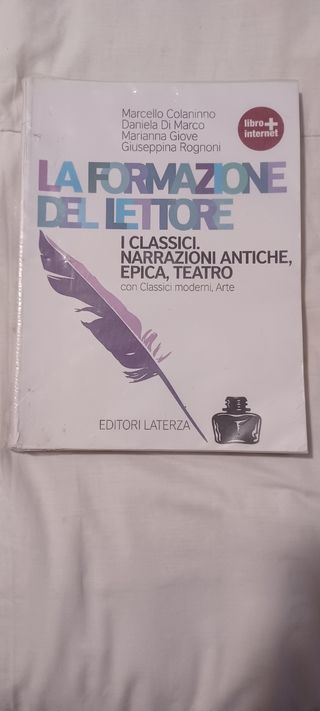 Marcello Colaninno
Daniela Di Marco
Marianna Giove
Giuseppina Rognoni
libro +
internet
LA FORMAZIONE
DEL LETTORE
I CLASSICI.
NARRAZIONI ANTICHE,
EPICA, TEATRO
con Classici moderni, Arte
EDITORI LATERZA